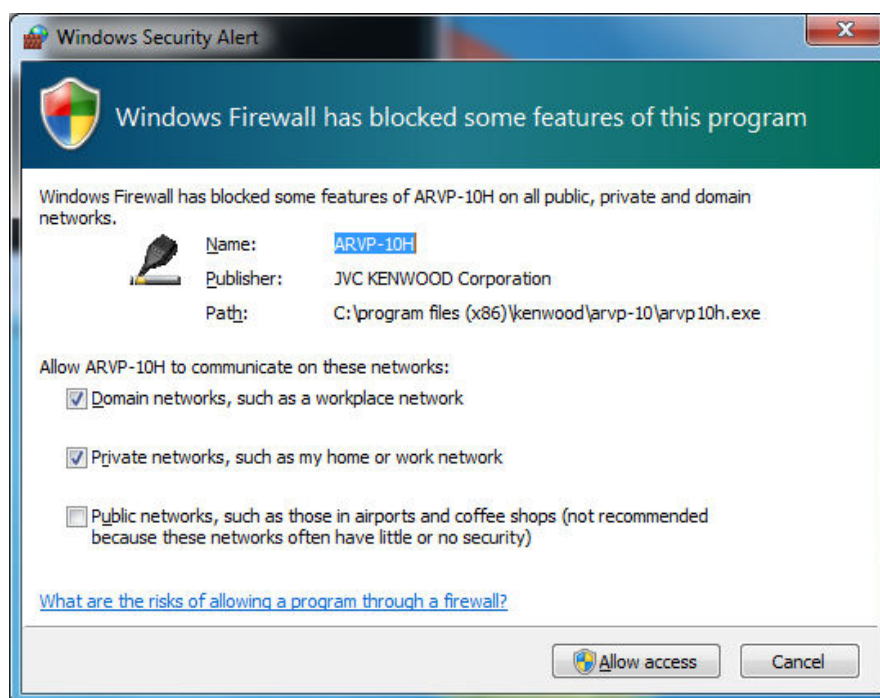 Windows Security Alert
Windows Firewall has blocked some features of this program
Windows Firewall has blocked some features of ARVP-10H on all public, private and domain
networks.
Name: ARVP-10H
Publisher: JVC KENWOOD Corporation
Path: C:\program files (x86)\kenwood\arvp-10\arvp10h.exe
Allow ARVP-10H to communicate on these networks:
Domain networks, such as a workplace network
Private networks, such as my home or work network
Public networks, such as those in airports and coffee shops (not recommended
because these networks often have little or no security)
What are the risks of allowing a program through a firewall?
Allow access Cancel